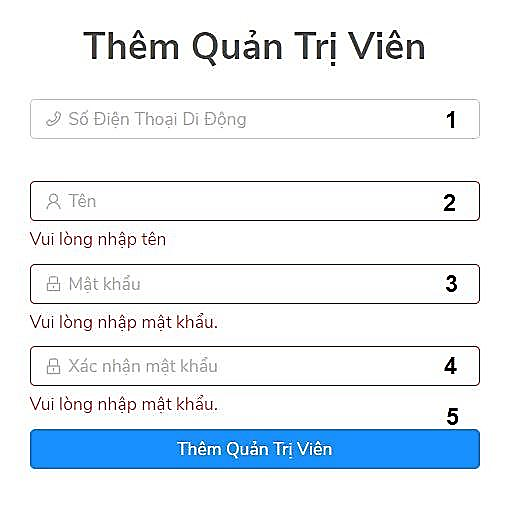 Thêm Quản Trị Viên
Số Điện Thoại Di Động 1
Tên 2
Vui lòng nhập tên
Mật khẩu 3
Vui lòng nhập mật khẩu.
Xác nhận mật khẩu 4
Vui lòng nhập mật khẩu.
5
Thêm Quản Trị Viên